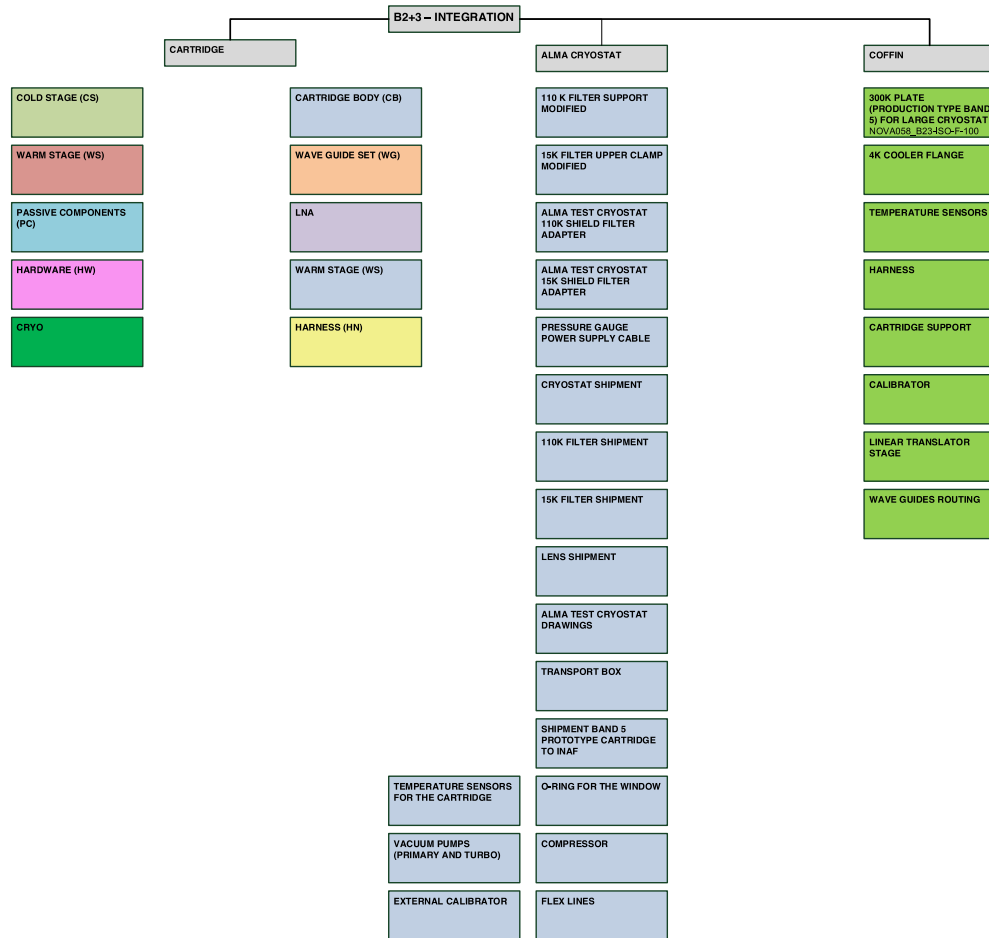 B2+3 – INTEGRATION
CARTRIDGE
ALMA CRYOSTAT
COFFIN
COLD STAGE (CS)
WARM STAGE (WS)
PASSIVE COMPONENTS
(PC)
HARDWARE (HW)
CRYO
CARTRIDGE BODY (CB)
WAVE GUIDE SET (WG)
LNA
WARM STAGE (WS)
HARNESS (HN)
TEMPERATURE SENSORS
FOR THE CARTRIDGE
VACUUM PUMPS
(PRIMARY AND TURBO)
EXTERNAL CALIBRATOR
110 K FILTER SUPPORT
MODIFIED
15K FILTER UPPER CLAMP
MODIFIED
ALMA TEST CRYOSTAT
110K SHIELD FILTER
ADAPTER
ALMA TEST CRYOSTAT
15K SHIELD FILTER
ADAPTER
PRESSURE GAUGE
POWER SUPPLY CABLE
CRYOSTAT SHIPMENT
110K FILTER SHIPMENT
15K FILTER SHIPMENT
LENS SHIPMENT
ALMA TEST CRYOSTAT
DRAWINGS
TRANSPORT BOX
SHIPMENT BAND 5
PROTOTYPE CARTRIDGE
TO INAF
O-RING FOR THE WINDOW
COMPRESSOR
FLEX LINES
300K PLATE
(PRODUCTION TYPE BAND
5) FOR LARGE CRYOSTAT
NOVA058_B23-ISO-F-100
4K COOLER FLANGE
TEMPERATURE SENSORS
HARNESS
CARTRIDGE SUPPORT
CALIBRATOR
LINEAR TRANSLATOR
STAGE
WAVE GUIDES ROUTING